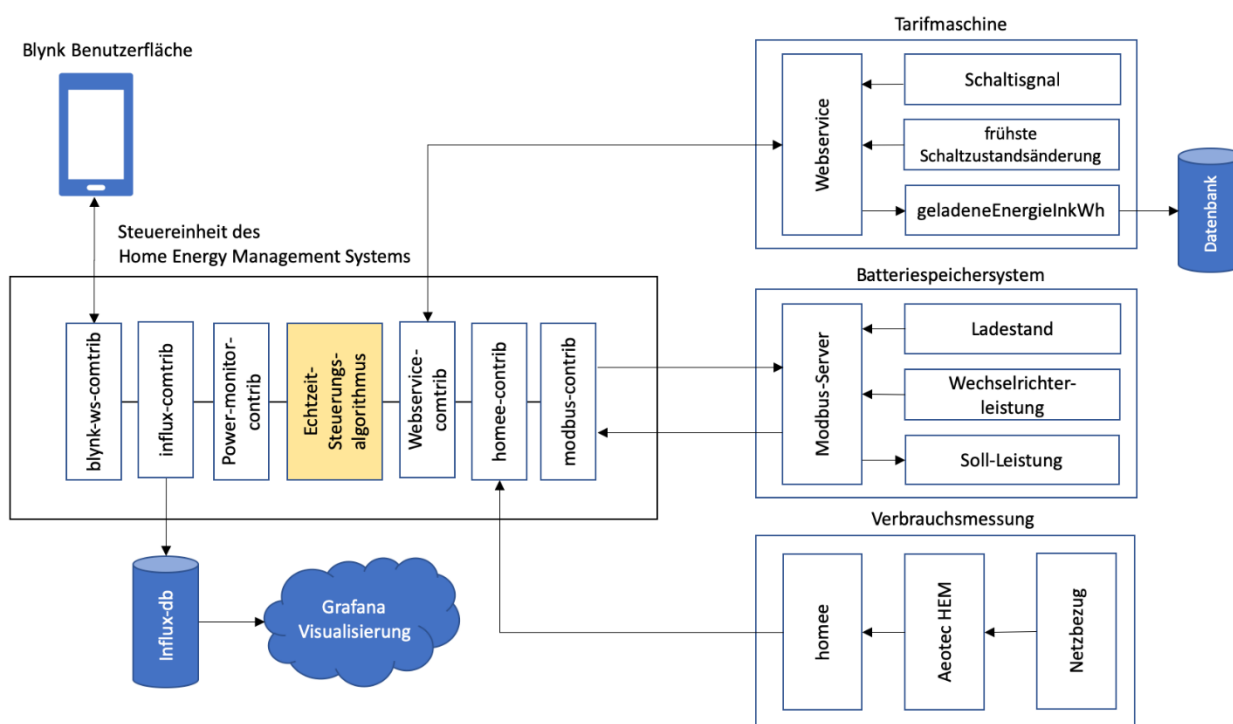 Tarifmaschine
Blynk Benutzerfläche
Webservice
Schaltisgnal
frühste
Schaltzustandsänderung
geladeneEnergieInkWh
Datenbank
Steuereinheit des
Home Energy Management Systems
blynk-ws-comtrib
influx-comtrib
Power-monitor-
contrib
Echtzeit-
Steuerungs-
algorithmus
Webservice-
comtrib
homee-contrib
modbus-contrib
Batteriespeichersystem
Modbus-Server
Ladestand
Wechselrichter-
leistung
Soll-Leistung
Verbrauchsmessung
homee
Aeotec HEM
Netzbezug
Influx-db
Grafana
Visualisierung